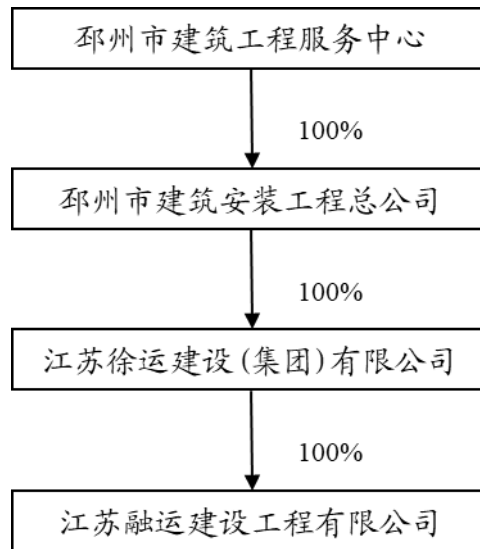 邳州市建筑工程服务中心
100%
邳州市建筑安装工程总公司
100%
江苏徐运建设(集团)有限公司
100%
江苏融运建设工程有限公司